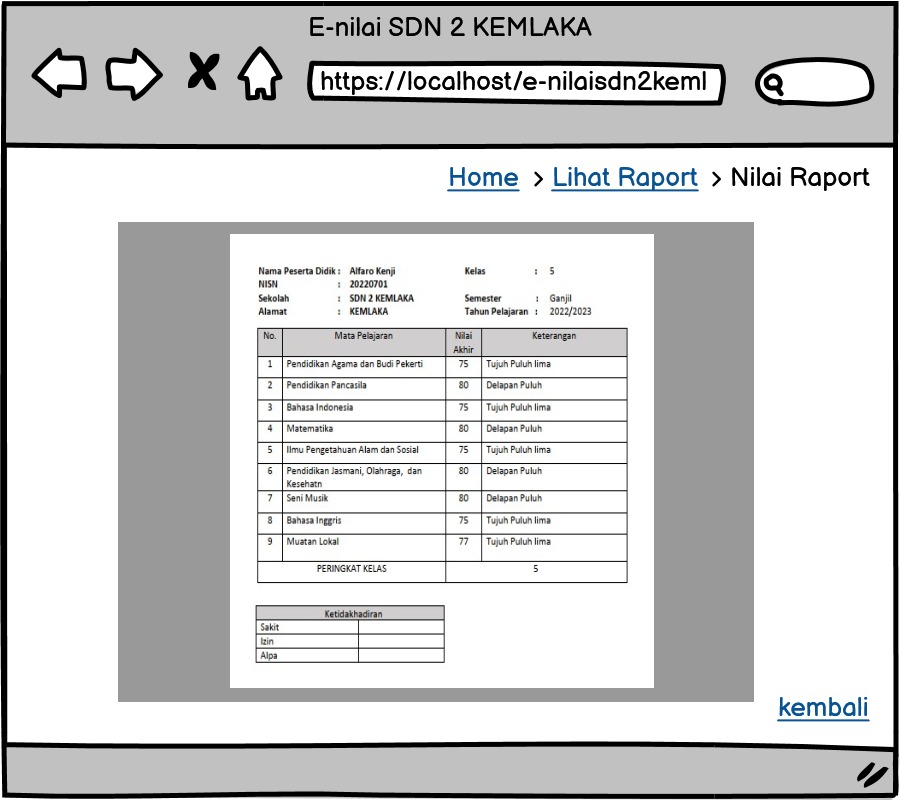 E-nilai SDN 2 KEMLAKA
https://localhost/e-nilaisdn2keml
Home > Lihat Raport > Nilai Raport
Nama Peserta Didik : Alfaro Kenji Kelas : 5
NISN : 20220701
Sekolah : SDN 2 KEMLAKA Semester : Ganjil
Alamat : KEMLAKA Tahun Pelajaran : 2022/2023
No. Mata Pelajaran Nilai Akhir Keterangan
1 Pendidikan Agama dan Budi Pekerti 75 Tujuh Puluh lima
2 Pendidikan Pancasila 80 Delapan Puluh
3 Bahasa Indonesia 75 Tujuh Puluh lima
4 Matematika 80 Delapan Puluh
5 Ilmu Pengetahuan Alam dan Sosial 75 Tujuh Puluh lima
6 Pendidikan Jasmani, Olahraga, dan Kesehatn 80 Delapan Puluh
7 Seni Musik 80 Delapan Puluh
8 Bahasa Inggris 75 Tujuh Puluh lima
9 Muatan Lokal 77 Tujuh Puluh lima
PERINGKAT KELAS 5
Ketidakhadiran
Sakit
Izin
Alpa
kembali